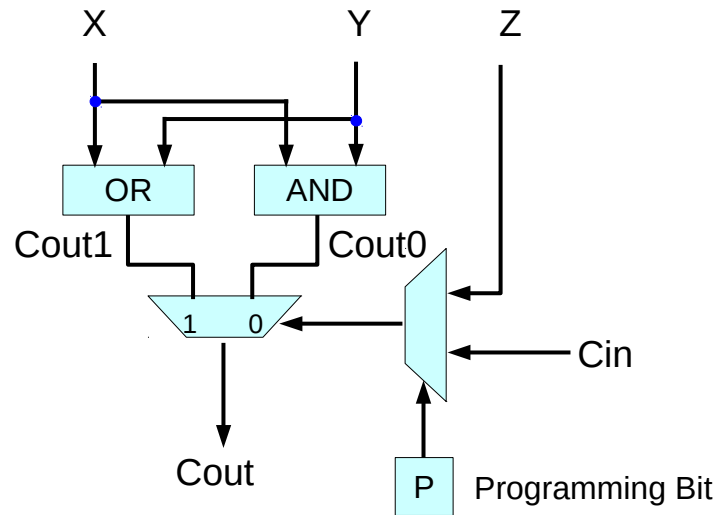 X Y Z
OR AND
Cout1 Cout0
1 0
Cin
Cout
P Programming Bit